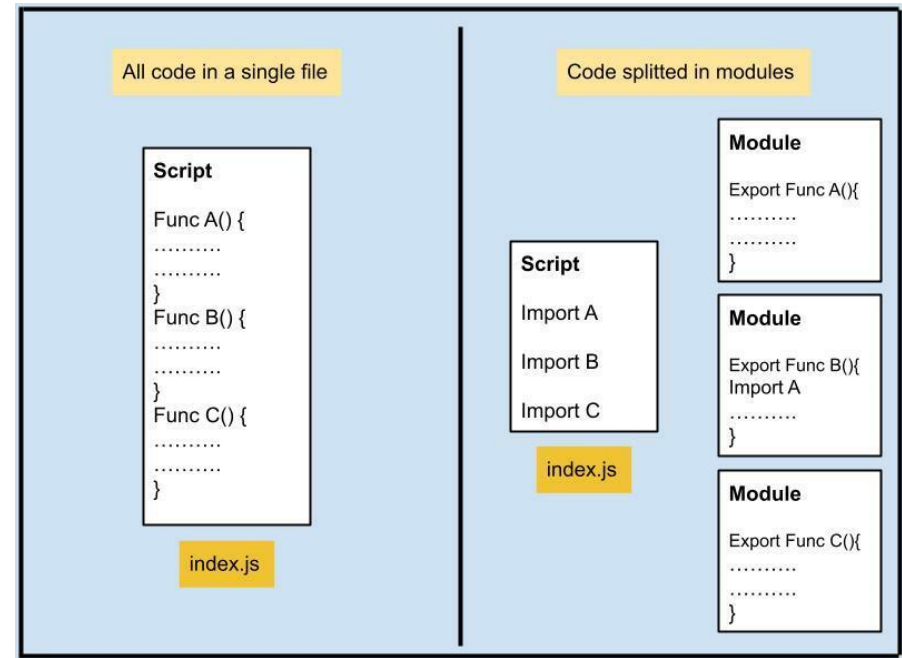 All code in a single file
Script
Func A() {
..........
..........
}
Func B() {
..........
..........
}
Func C() {
..........
..........
}
index.js
Code splitted in modules
Script
Import A
Import B
Import C
index.js
Module
Export Func A(){
..........
..........
}
Module
Export Func B(){
Import A
..........
}
Module
Export Func C(){
..........
..........
}